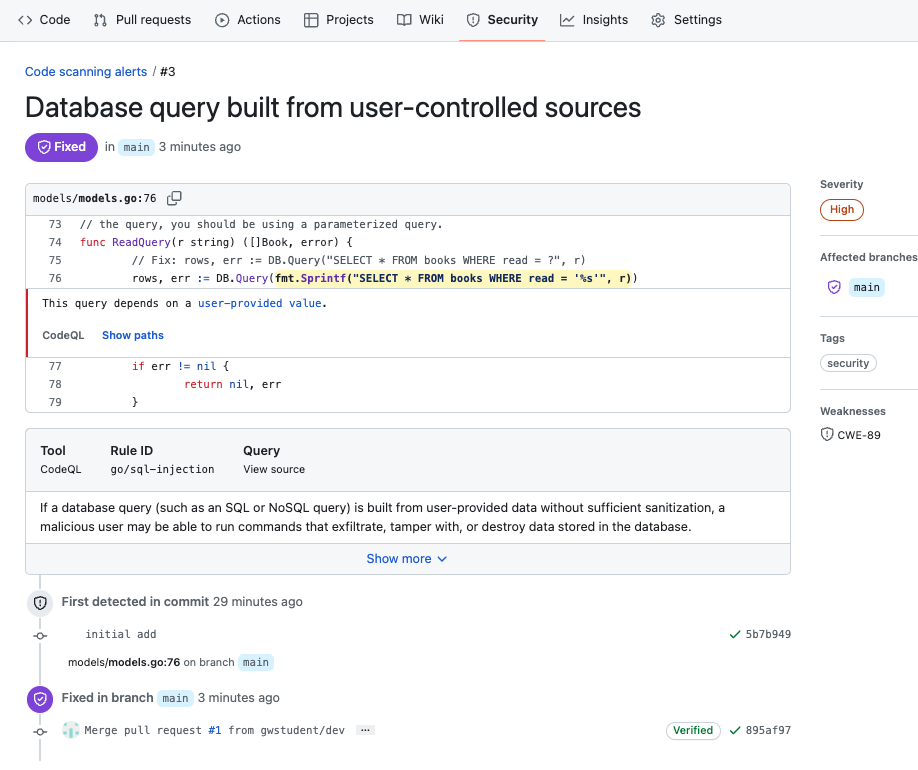 Code Pull requests Actions Projects Wiki Security Insights Settings
Code scanning alerts / #3
Database query built from user-controlled sources
Fixed in main 3 minutes ago
models/models.go:76
73 // the query, you should be using a parameterized query.
74 func ReadQuery(r string) ([]Book, error) {
75 // Fix: rows, err := DB.Query("SELECT * FROM books WHERE read = ?", r)
76 rows, err := DB.Query(fmt.Sprintf("SELECT * FROM books WHERE read = '%s'", r))
This query depends on a user-provided value.
CodeQL Show paths
77 if err != nil {
78 return nil, err
79 }
Tool Rule ID Query
CodeQL go/sql-injection View source
If a database query (such as an SQL or NoSQL query) is built from user-provided data without sufficient sanitization, a
malicious user may be able to run commands that exfiltrate, tamper with, or destroy data stored in the database.
Show more
First detected in commit 29 minutes ago
initial add 5b7b949
models/models.go:76 on branch main
Fixed in branch main 3 minutes ago
Merge pull request #1 from gwstudent/dev ... Verified 895af97
Severity
High
Affected branches
main
Tags
security
Weaknesses
CWE-89